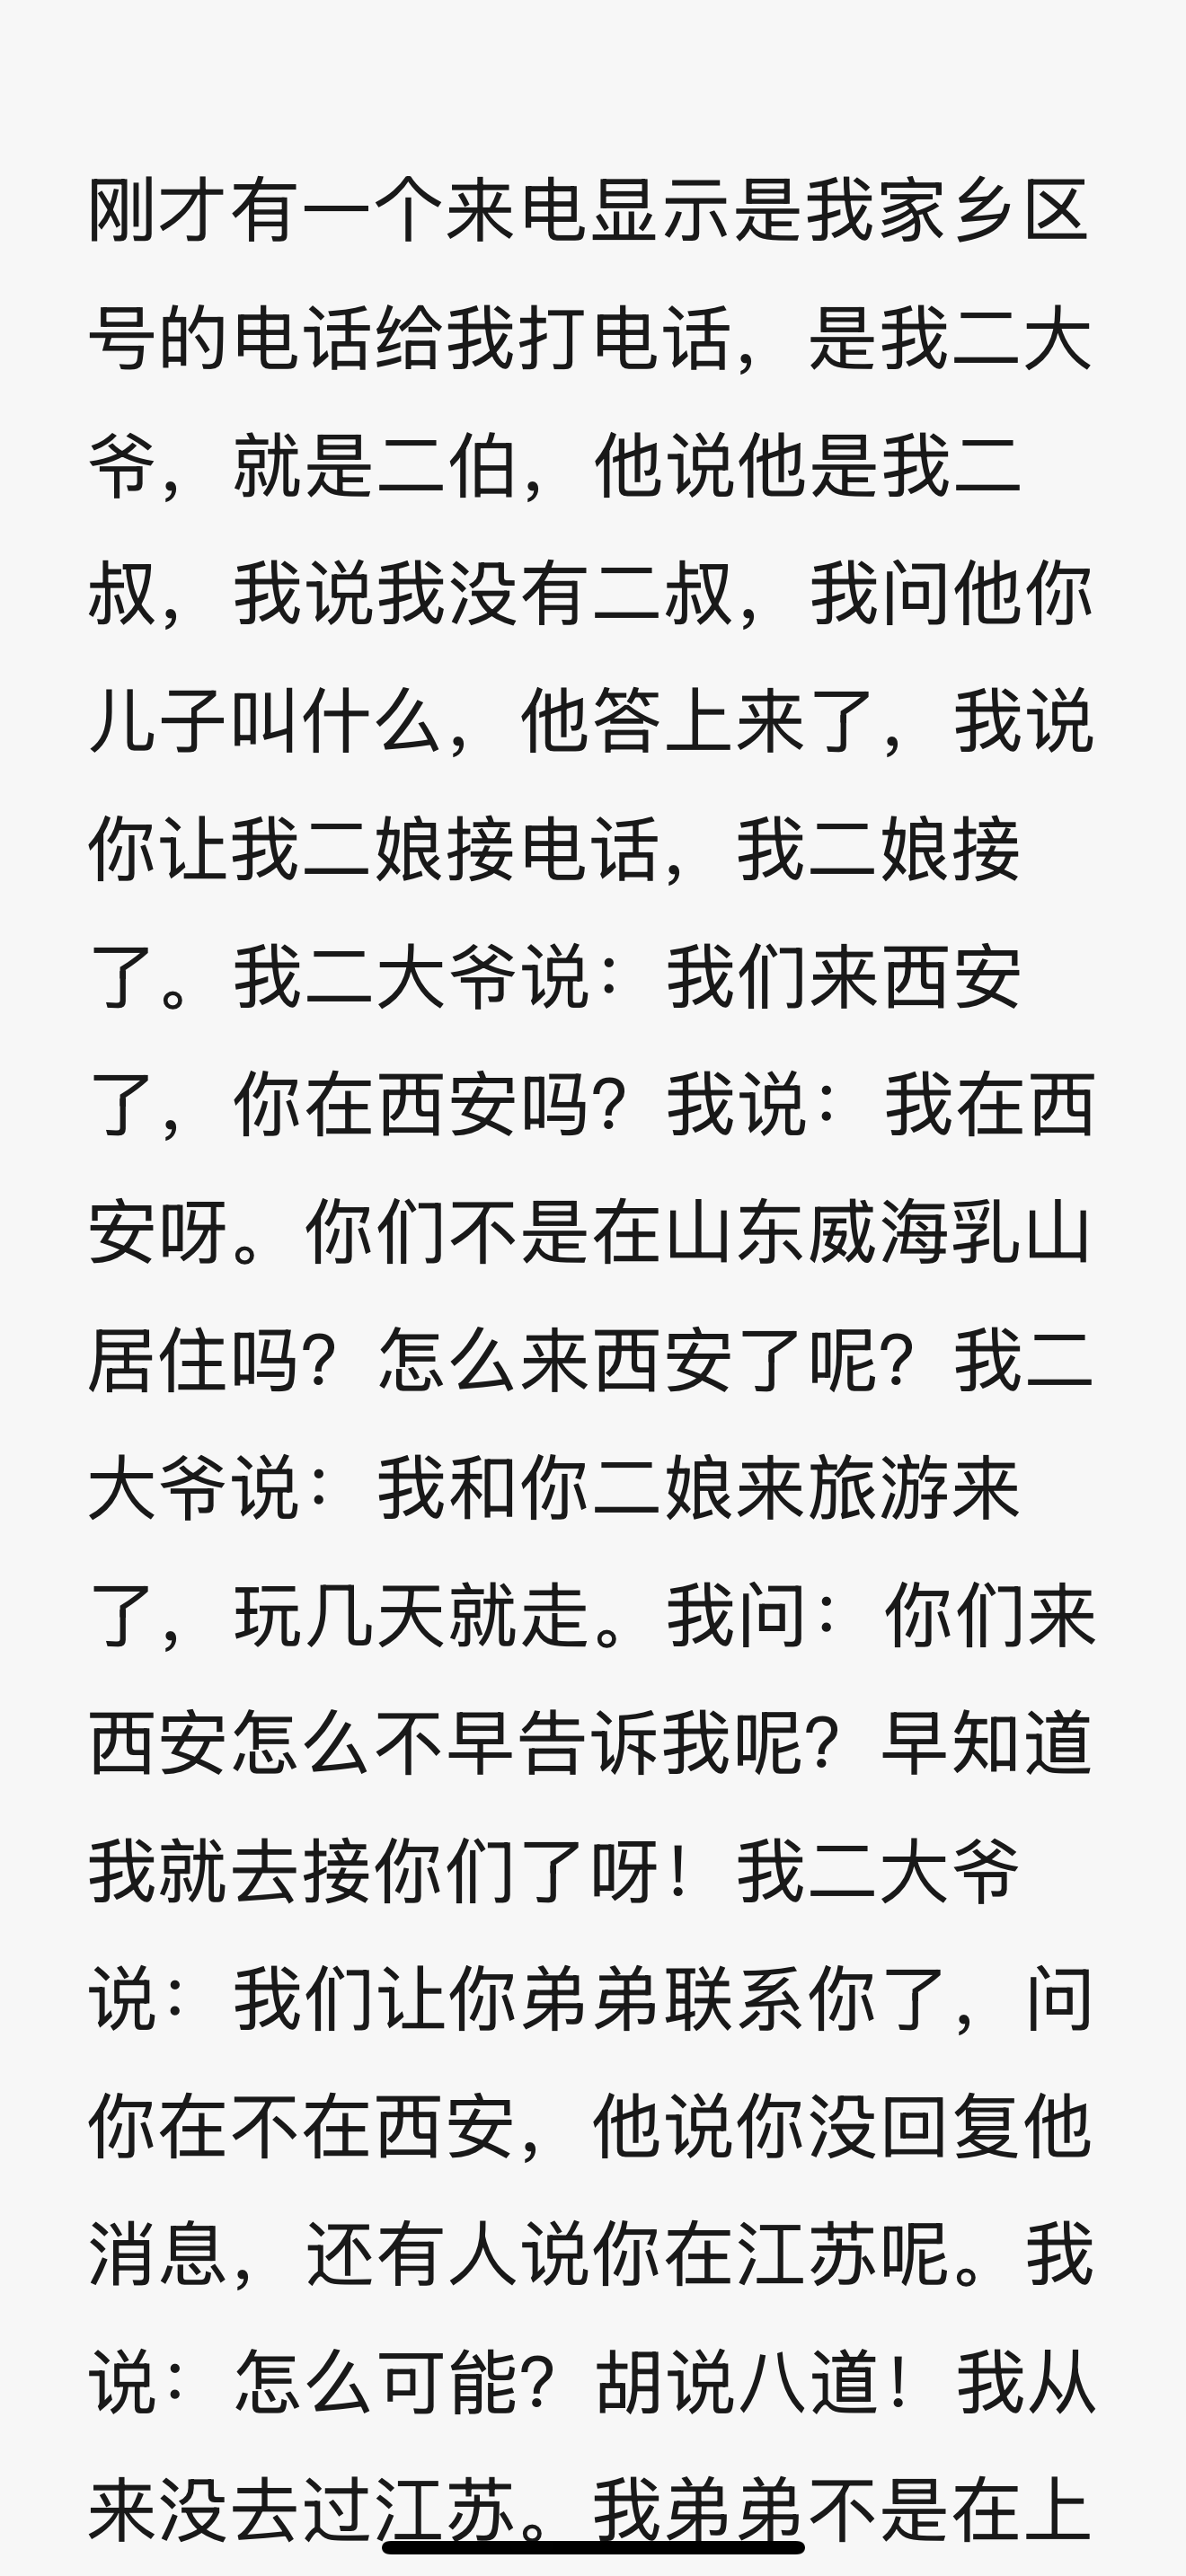 刚才有一个来电显示是我家乡区
号的电话给我打电话，是我二大
爷，就是二伯，他说他是我二
叔，我说我没有二叔，我问他你
儿子叫什么，他答上来了，我说
你让我二娘接电话，我二娘接
了。我二大爷说：我们来西安
了，你在西安吗？我说：我在西
安呀。你们不是在山东威海乳山
居住吗？怎么来西安了呢？我二
大爷说：我和你二娘来旅游来
了，玩几天就走。我问：你们来
西安怎么不早告诉我呢？早知道
我就去接你们了呀！我二大爷
说：我们让你弟弟联系你了，问
你在不在西安，他说你没回复他
消息，还有人说你在江苏呢。我
说：怎么可能？胡说八道！我从
来没去过江苏。我弟弟不是在上